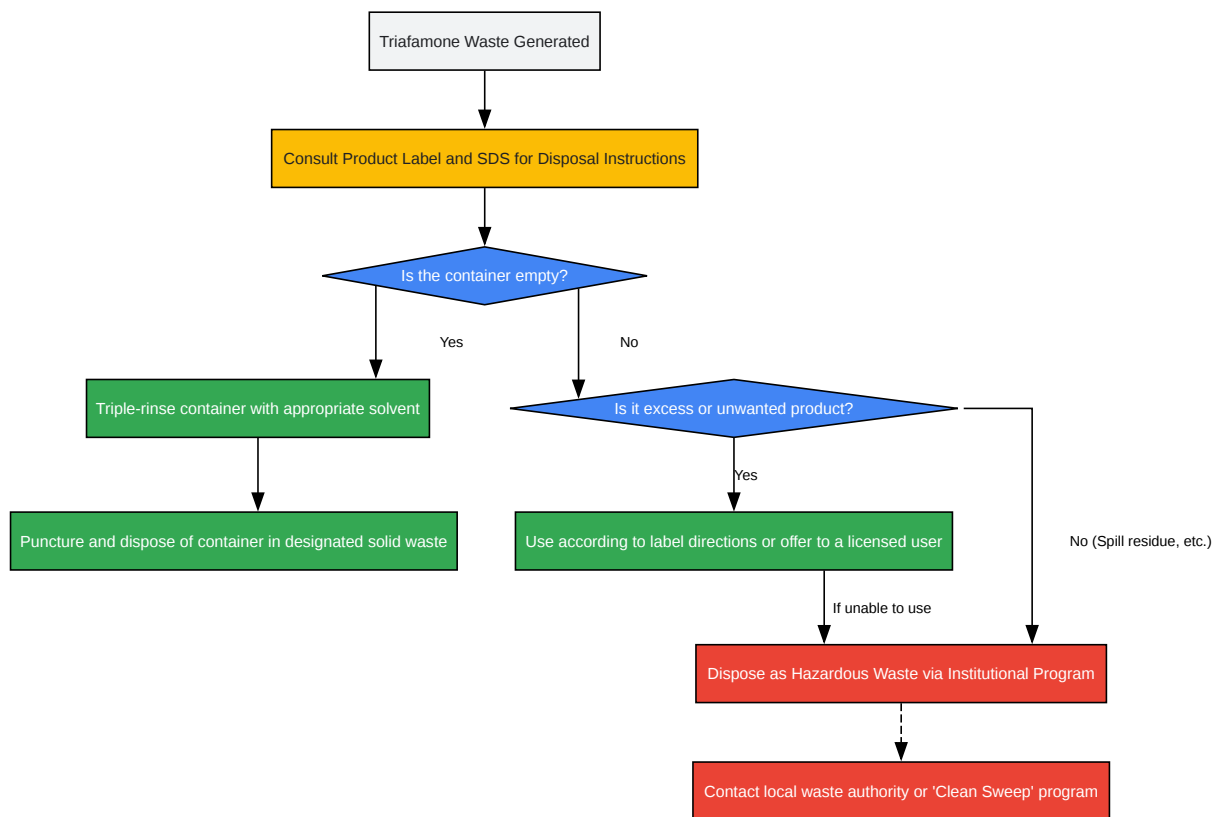 Triafamone Waste Generated
Consult Product Label and SDS for Disposal Instructions
Is the container empty?
Yes
No
Triple-rinse container with appropriate solvent
Is it excess or unwanted product?
Yes
Puncture and dispose of container in designated solid waste
Use according to label directions or offer to a licensed user
No (Spill residue, etc.)
If unable to use
Dispose as Hazardous Waste via Institutional Program
Contact local waste authority or 'Clean Sweep' program